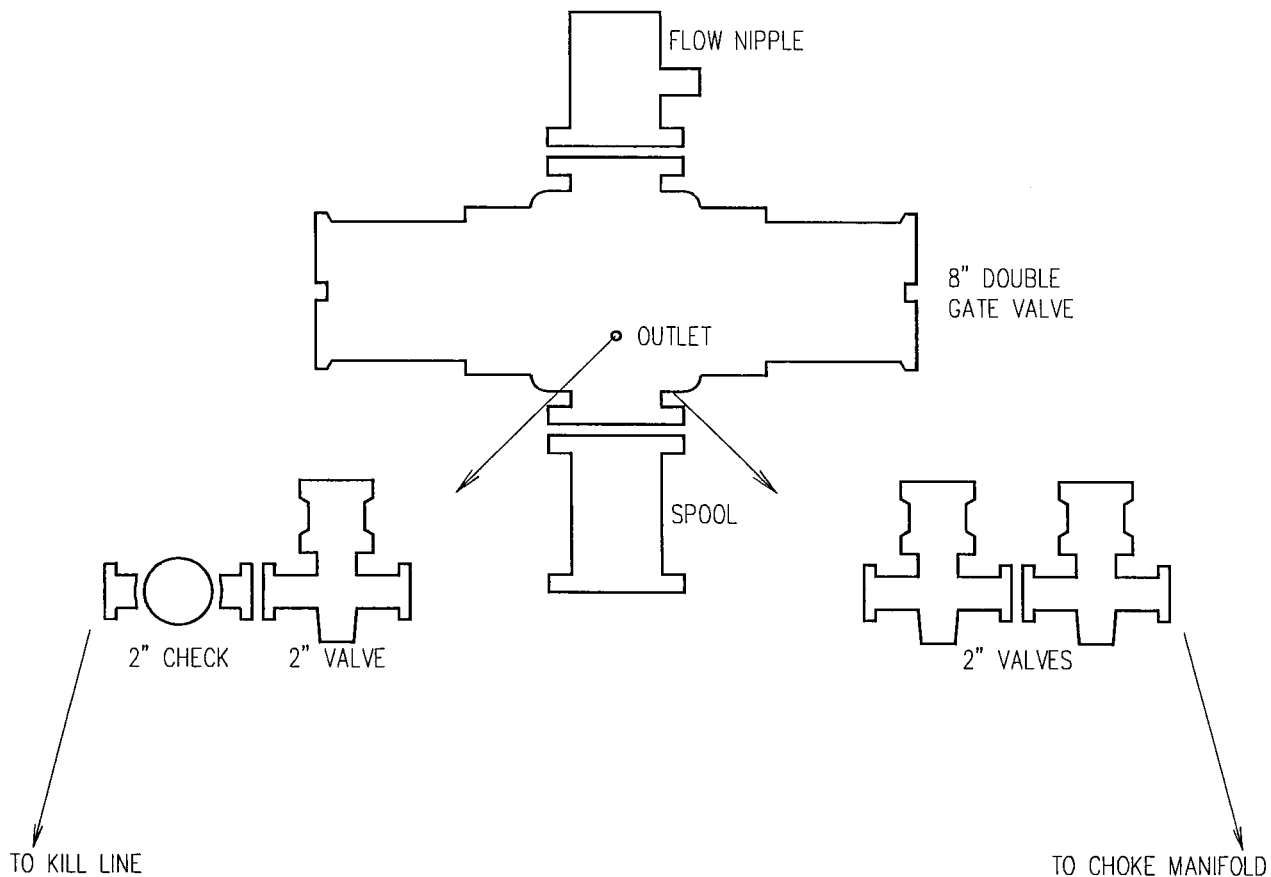 FLOW NIPPLE
8" DOUBLE
GATE VALVE
OUTLET
SPOOL
2" CHECK
2" VALVE
2" VALVES
TO KILL LINE
TO CHOKE MANIFOLD